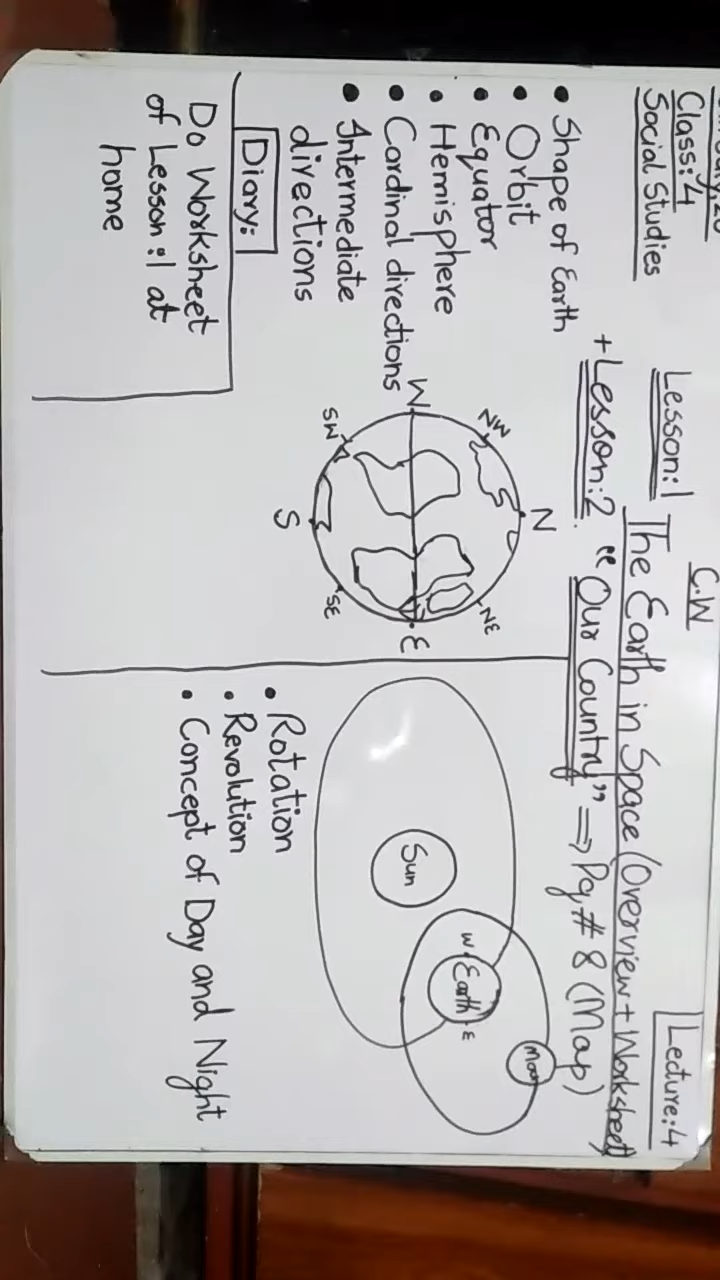 C.W
Class: 4
Social Studies
Lecture: 4
Lesson: 1 The Earth in Space (Overview + Worksheet)
+ Lesson: 2 "Our Country" ⇒ Pg # 8 (Map)
• Shape of Earth
• Orbit
• Equator
• Hemisphere
• Cardinal directions
• Intermediate
directions
Diary:
Do Worksheet
of Lesson: 1 at
home
N
NW
NE
W
E
SW
SE
S
Sun
W Earth E
Moon
• Rotation
• Revolution
• Concept of Day and Night